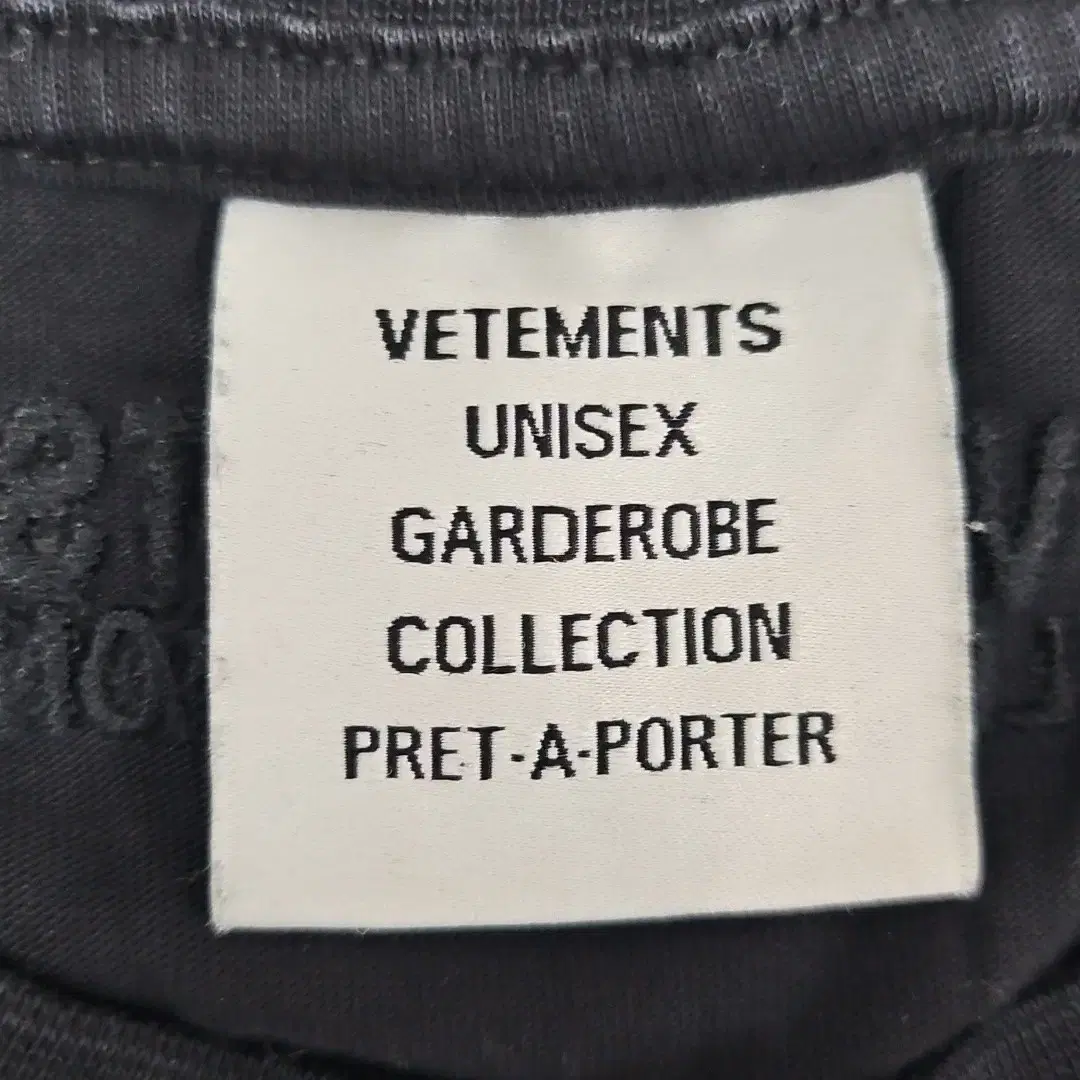 VETEMENTS
UNISEX
GARDEROBE
COLLECTION
PRET-A-PORTER